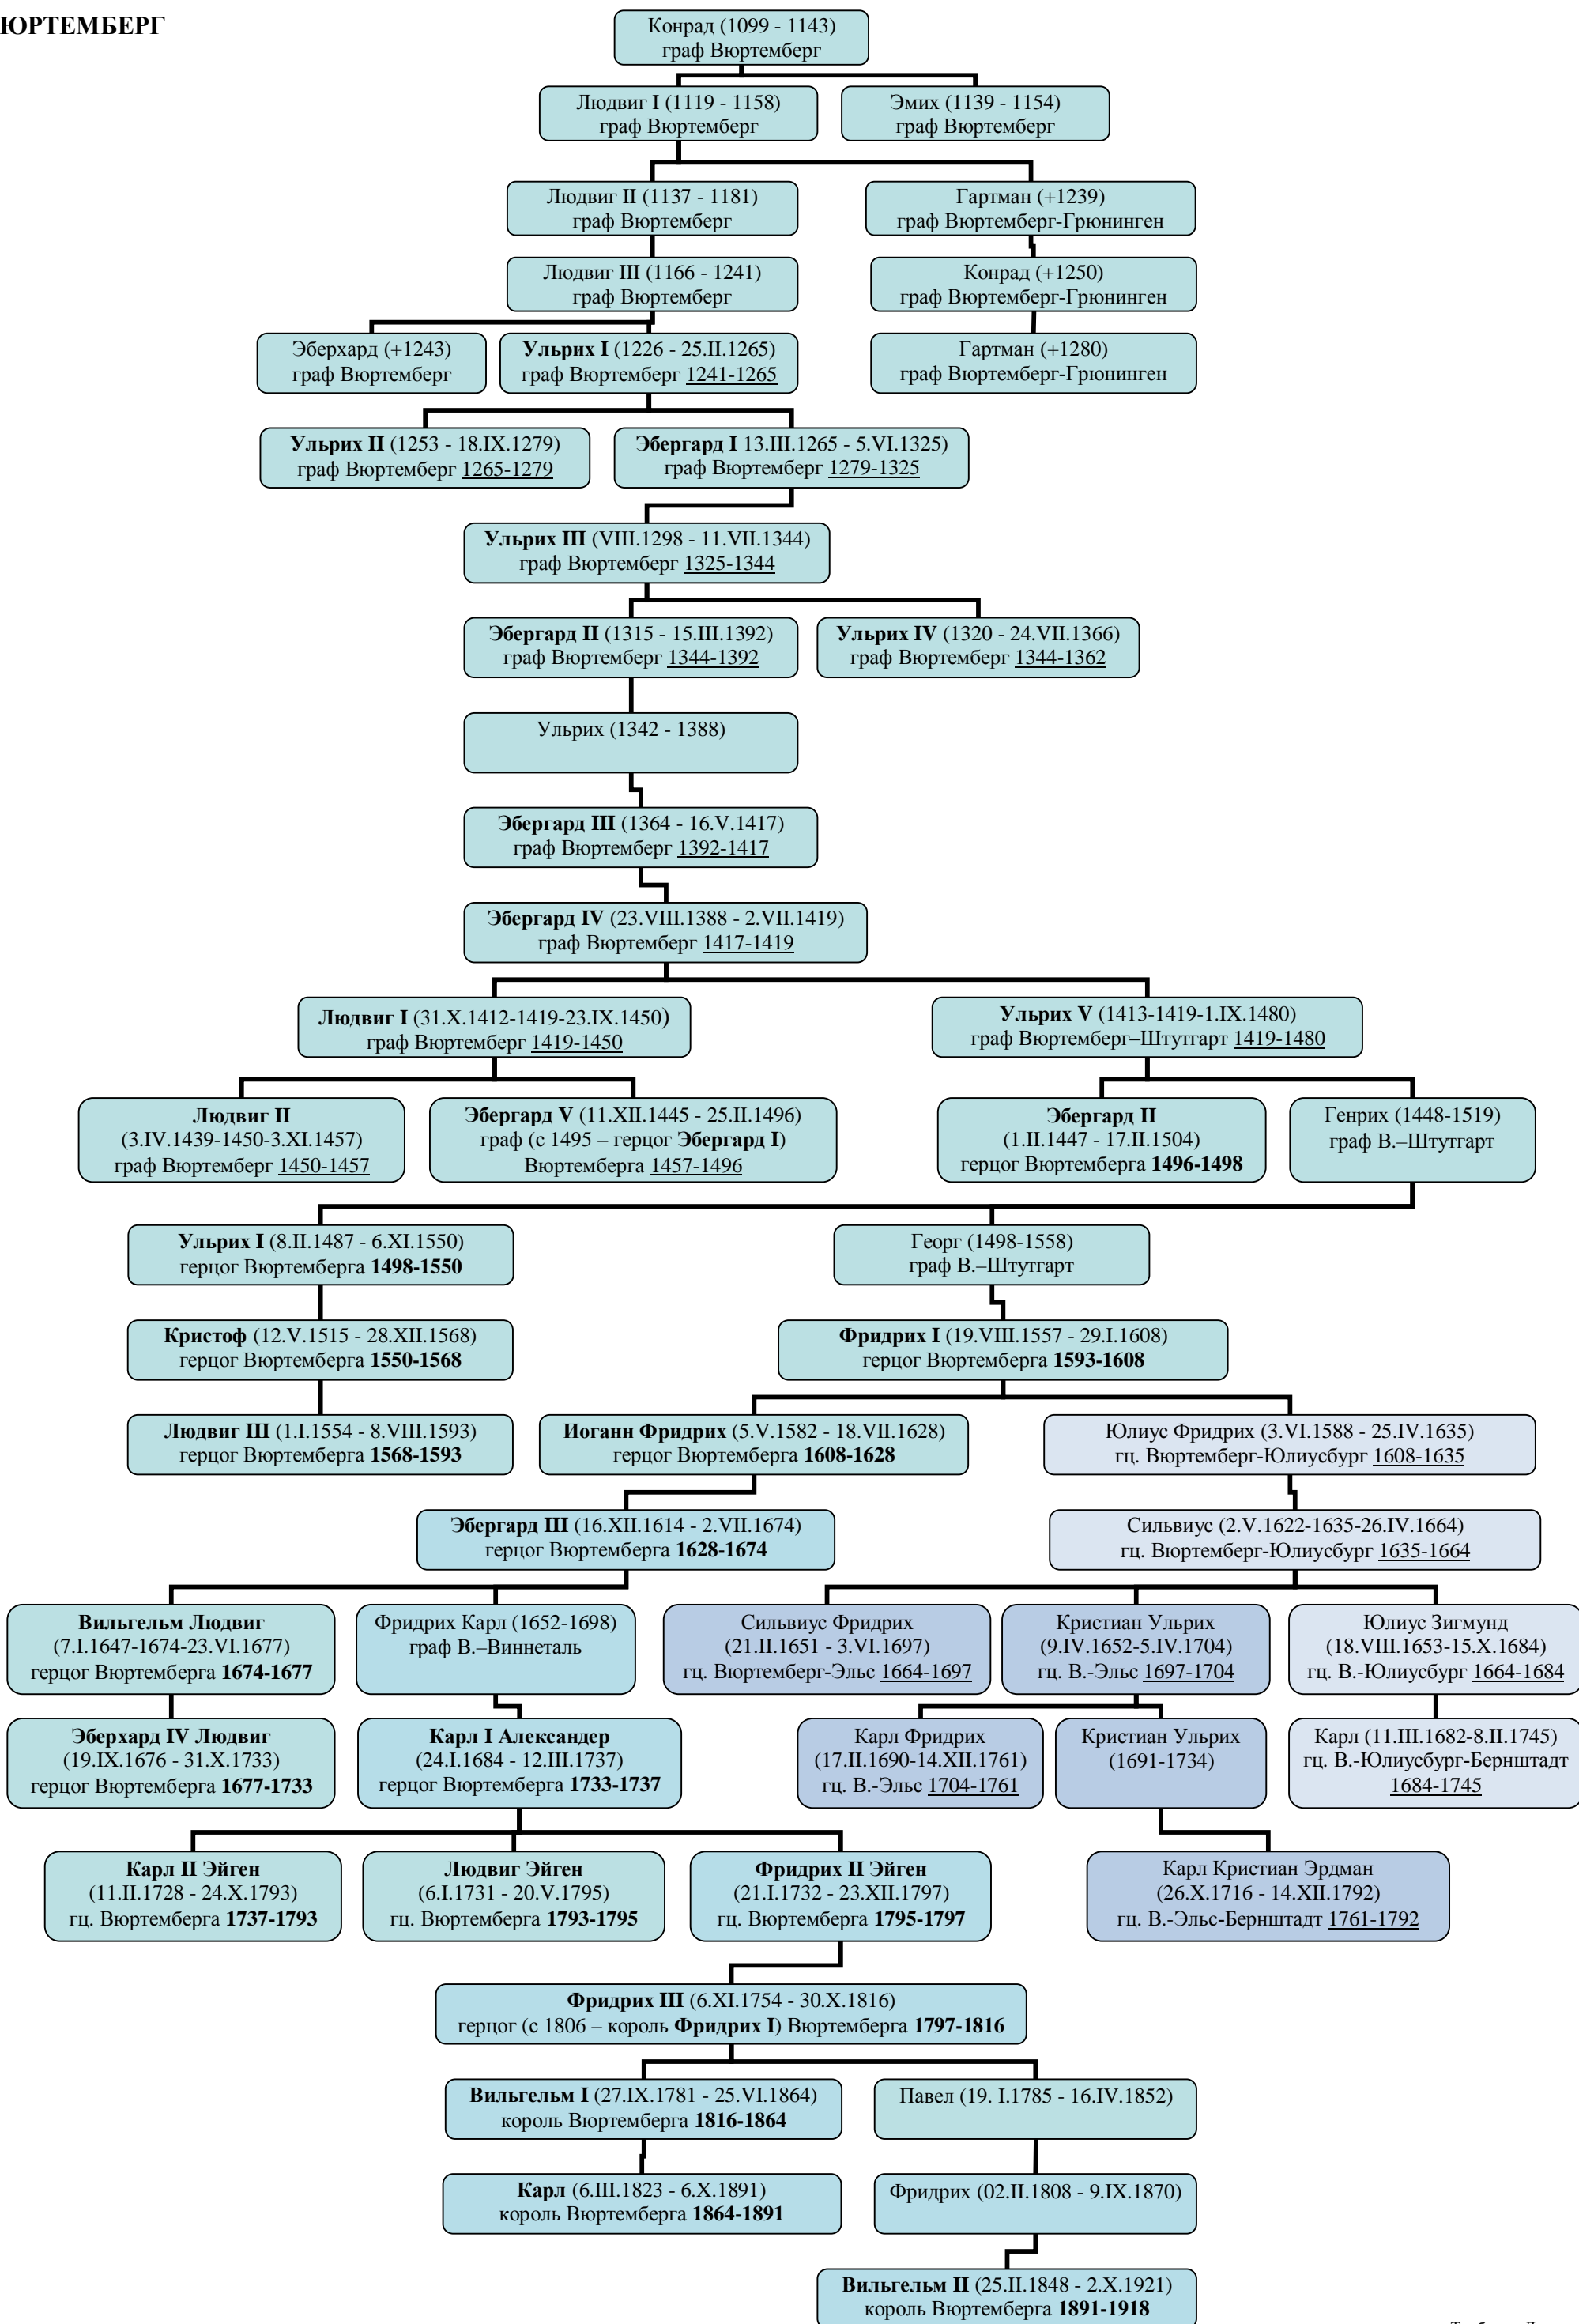 ЮРТЕМБЕРГ
Конрад (1099 - 1143)
граф Вюртемберг
Людвиг I (1119 - 1158)
граф Вюртемберг
Эмих (1139 - 1154)
граф Вюртемберг
Людвиг II (1137 - 1181)
граф Вюртемберг
Гартман (+1239)
граф Вюртемберг-Грюнинген
Людвиг III (1166 - 1241)
граф Вюртемберг
Конрад (+1250)
граф Вюртемберг-Грюнинген
Эберхард (+1243)
граф Вюртемберг
Ульрих I (1226 - 25.II.1265)
граф Вюртемберг 1241-1265
Гартман (+1280)
граф Вюртемберг-Грюнинген
Ульрих II (1253 - 18.IX.1279)
граф Вюртемберг 1265-1279
Эбергард I 13.III.1265 - 5.VI.1325)
граф Вюртемберг 1279-1325
Ульрих III (VIII.1298 - 11.VII.1344)
граф Вюртемберг 1325-1344
Эбергард II (1315 - 15.III.1392)
граф Вюртемберг 1344-1392
Ульрих IV (1320 - 24.VII.1366)
граф Вюртемберг 1344-1362
Ульрих (1342 - 1388)
Эбергард III (1364 - 16.V.1417)
граф Вюртемберг 1392-1417
Эбергард IV (23.VIII.1388 - 2.VII.1419)
граф Вюртемберг 1417-1419
Людвиг I (31.X.1412-1419-23.IX.1450)
граф Вюртемберг 1419-1450
Ульрих V (1413-1419-1.IX.1480)
граф Вюртемберг–Штутгарт 1419-1480
Людвиг II
(3.IV.1439-1450-3.XI.1457)
граф Вюртемберг 1450-1457
Эбергард V (11.XII.1445 - 25.II.1496)
граф (с 1495 – герцог Эбергард I)
Вюртемберга 1457-1496
Эбергард II
(1.II.1447 - 17.II.1504)
герцог Вюртемберга 1496-1498
Генрих (1448-1519)
граф В.–Штутгарт
Ульрих I (8.II.1487 - 6.XI.1550)
герцог Вюртемберга 1498-1550
Георг (1498-1558)
граф В.–Штутгарт
Кристоф (12.V.1515 - 28.XII.1568)
герцог Вюртемберга 1550-1568
Фридрих I (19.VIII.1557 - 29.I.1608)
герцог Вюртемберга 1593-1608
Людвиг III (1.I.1554 - 8.VIII.1593)
герцог Вюртемберга 1568-1593
Иоганн Фридрих (5.V.1582 - 18.VII.1628)
герцог Вюртемберга 1608-1628
Юлиус Фридрих (3.VI.1588 - 25.IV.1635)
гц. Вюртемберг-Юлиусбург 1608-1635
Эбергард III (16.XII.1614 - 2.VII.1674)
герцог Вюртемберга 1628-1674
Сильвиус (2.V.1622-1635-26.IV.1664)
гц. Вюртемберг-Юлиусбург 1635-1664
Вильгельм Людвиг
(7.I.1647-1674-23.VI.1677)
герцог Вюртемберга 1674-1677
Фридрих Карл (1652-1698)
граф В.–Виннеталь
Сильвиус Фридрих
(21.II.1651 - 3.VI.1697)
гц. Вюртемберг-Эльс 1664-1697
Кристиан Ульрих
(9.IV.1652-5.IV.1704)
гц. В.-Эльс 1697-1704
Юлиус Зигмунд
(18.VIII.1653-15.X.1684)
гц. В.-Юлиусбург 1664-1684
Эберхард IV Людвиг
(19.IX.1676 - 31.X.1733)
герцог Вюртемберга 1677-1733
Карл I Александер
(24.I.1684 - 12.III.1737)
герцог Вюртемберга 1733-1737
Карл Фридрих
(17.II.1690-14.XII.1761)
гц. В.-Эльс 1704-1761
Кристиан Ульрих
(1691-1734)
Карл (11.III.1682-8.II.1745)
гц. В.-Юлиусбург-Бернштадт
1684-1745
Карл II Эйген
(11.II.1728 - 24.X.1793)
гц. Вюртемберга 1737-1793
Людвиг Эйген
(6.I.1731 - 20.V.1795)
гц. Вюртемберга 1793-1795
Фридрих II Эйген
(21.I.1732 - 23.XII.1797)
гц. Вюртемберга 1795-1797
Карл Кристиан Эрдман
(26.X.1716 - 14.XII.1792)
гц. В.-Эльс-Бернштадт 1761-1792
Фридрих III (6.XI.1754 - 30.X.1816)
герцог (с 1806 – король Фридрих I) Вюртемберга 1797-1816
Вильгельм I (27.IX.1781 - 25.VI.1864)
король Вюртемберга 1816-1864
Павел (19. I.1785 - 16.IV.1852)
Карл (6.III.1823 - 6.X.1891)
король Вюртемберга 1864-1891
Фридрих (02.II.1808 - 9.IX.1870)
Вильгельм II (25.II.1848 - 2.X.1921)
король Вюртемберга 1891-1918